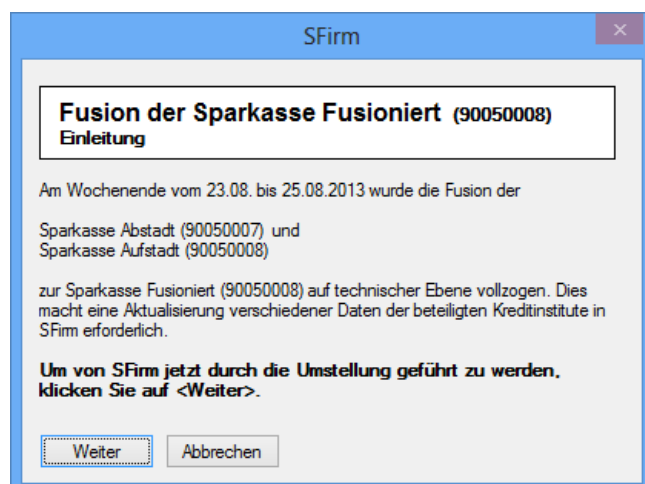 SFirm
Fusion der Sparkasse Fusioniert (90050008)
Einleitung
Am Wochenende vom 23.08. bis 25.08.2013 wurde die Fusion der
Sparkasse Abstadt (90050007) und
Sparkasse Aufstadt (90050008)
zur Sparkasse Fusioniert (90050008) auf technischer Ebene vollzogen. Dies
macht eine Aktualisierung verschiedener Daten der beteiligten Kreditinstitute in
SFirm erforderlich.
Um von SFirm jetzt durch die Umstellung geführt zu werden,
klicken Sie auf <Weiter>.
Weiter Abbrechen